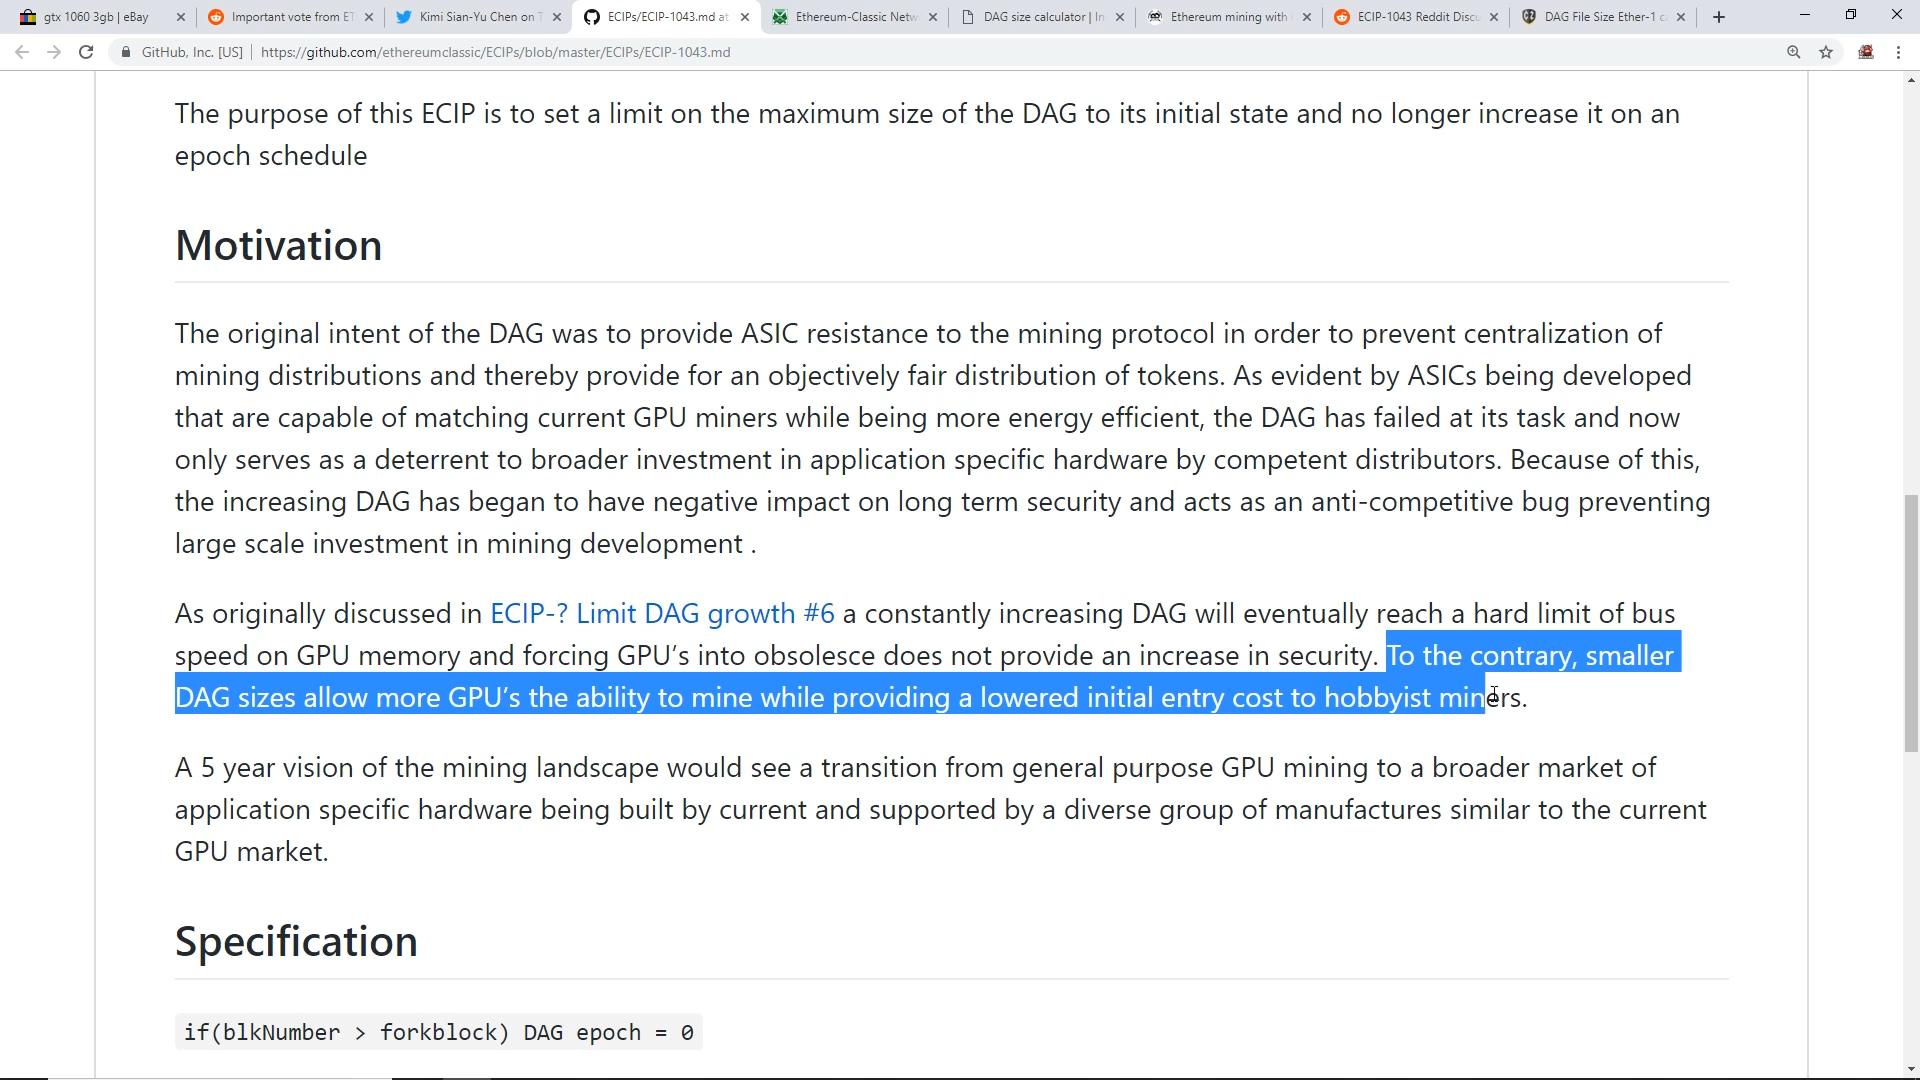 gtx 1060 3gb | eBay
Important vote from ET
Kimi Sian-Yu Chen on T
ECIPs/ECIP-1043.md at
Ethereum-Classic Netw
DAG size calculator | In
Ethereum mining with
ECIP-1043 Reddit Discu
DAG File Size Ether-1 c
GitHub, Inc. [US] | https://github.com/ethereumclassic/ECIPs/blob/master/ECIPs/ECIP-1043.md
The purpose of this ECIP is to set a limit on the maximum size of the DAG to its initial state and no longer increase it on an
epoch schedule
Motivation
The original intent of the DAG was to provide ASIC resistance to the mining protocol in order to prevent centralization of
mining distributions and thereby provide for an objectively fair distribution of tokens. As evident by ASICs being developed
that are capable of matching current GPU miners while being more energy efficient, the DAG has failed at its task and now
only serves as a deterrent to broader investment in application specific hardware by competent distributors. Because of this,
the increasing DAG has began to have negative impact on long term security and acts as an anti-competitive bug preventing
large scale investment in mining development .
As originally discussed in ECIP-? Limit DAG growth #6 a constantly increasing DAG will eventually reach a hard limit of bus
speed on GPU memory and forcing GPU’s into obsolesce does not provide an increase in security. To the contrary, smaller
DAG sizes allow more GPU’s the ability to mine while providing a lowered initial entry cost to hobbyist miners.
A 5 year vision of the mining landscape would see a transition from general purpose GPU mining to a broader market of
application specific hardware being built by current and supported by a diverse group of manufactures similar to the current
GPU market.
Specification
if(blkNumber > forkblock) DAG epoch = 0